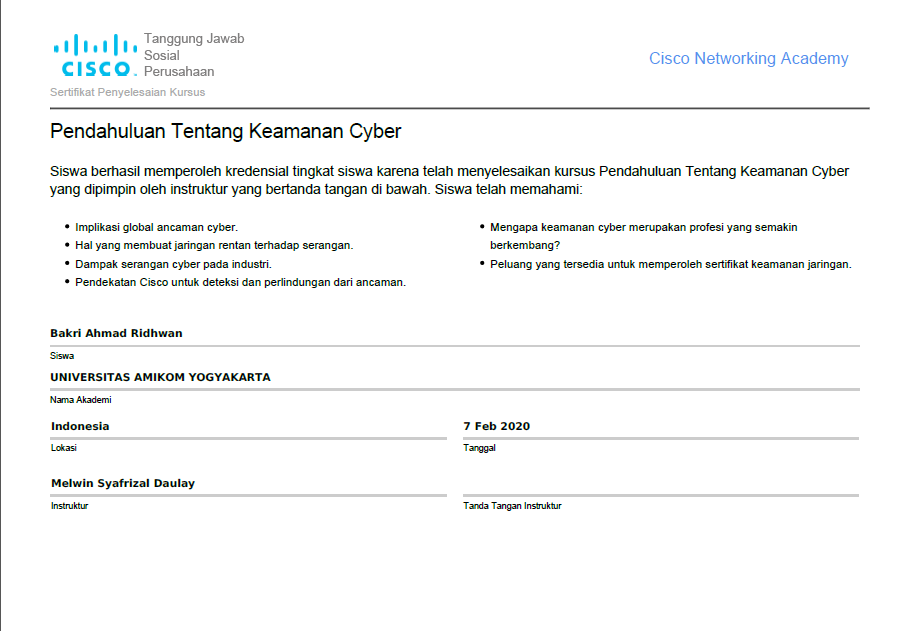 Tanggung Jawab
Sosial
Perusahaan
CISCO.
Cisco Networking Academy
Sertifikat Penyelesaian Kursus
Pendahuluan Tentang Keamanan Cyber
Siswa berhasil memperoleh kredensial tingkat siswa karena telah menyelesaikan kursus Pendahuluan Tentang Keamanan Cyber
yang dipimpin oleh instruktur yang bertanda tangan di bawah. Siswa telah memahami:
• Implikasi global ancaman cyber.
• Hal yang membuat jaringan rentan terhadap serangan.
• Dampak serangan cyber pada industri.
• Pendekatan Cisco untuk deteksi dan perlindungan dari ancaman.
• Mengapa keamanan cyber merupakan profesi yang semakin
berkembang?
• Peluang yang tersedia untuk memperoleh sertifikat keamanan jaringan.
Bakri Ahmad Ridhwan
Siswa
UNIVERSITAS AMIKOM YOGYAKARTA
Nama Akademi
Indonesia
Lokasi
7 Feb 2020
Tanggal
Melwin Syafrizal Daulay
Instruktur
Tanda Tangan Instruktur